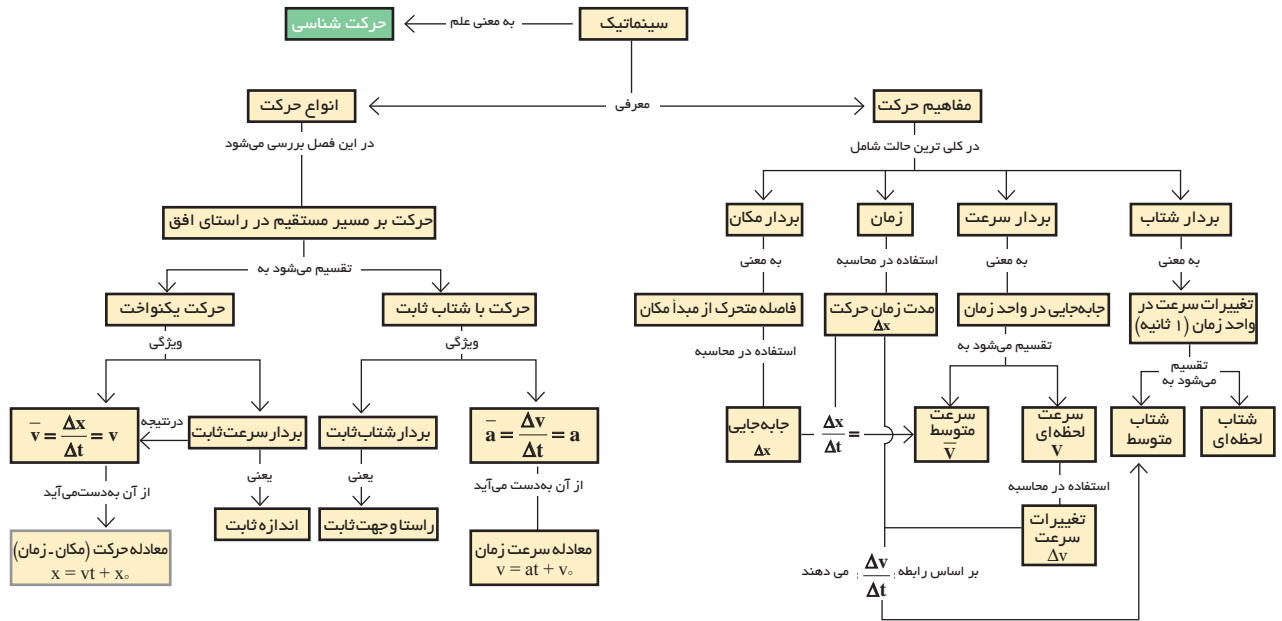 سینماتیک
به معنی علم
حرکت شناسی
معرفی
مفاهیم حرکت
در کلی ترین حالت شامل
بردار شتاب
به معنی
تغییرات سرعت در
واحد زمان (۱ ثانیه)
تقسیم
می‌شود به
شتاب
لحظه‌ای
شتاب
متوسط
بردار سرعت
به معنی
جابه‌جایی در واحد زمان
تقسیم می‌شود به
سرعت
لحظه‌ای
v
سرعت
متوسط
v̄
استفاده در محاسبه
تغییرات
سرعت
Δv
زمان
استفاده در محاسبه
مدت زمان حرکت
Δx
بردار مکان
به معنی
فاصله متحرک از مبدأ مکان
استفاده در محاسبه
جابه‌جایی
Δx
Δx/Δt =
بر اساس رابطه: Δv/Δt ; می دهند
انواع حرکت
در این فصل بررسی می‌شود
حرکت بر مسیر مستقیم در راستای افق
تقسیم می‌شود به
حرکت با شتاب ثابت
ویژگی
ā = Δv/Δt = a
از آن به‌دست می‌آید
معادله سرعت زمان
v = at + v₀
بردار شتاب ثابت
یعنی
راستا و جهت ثابت
حرکت یکنواخت
ویژگی
بردار سرعت ثابت
یعنی
اندازه ثابت
درنتیجه
v̄ = Δx/Δt = v
از آن به‌دست‌می‌آید
معادله حرکت (مکان ـ زمان)
x = vt + x₀